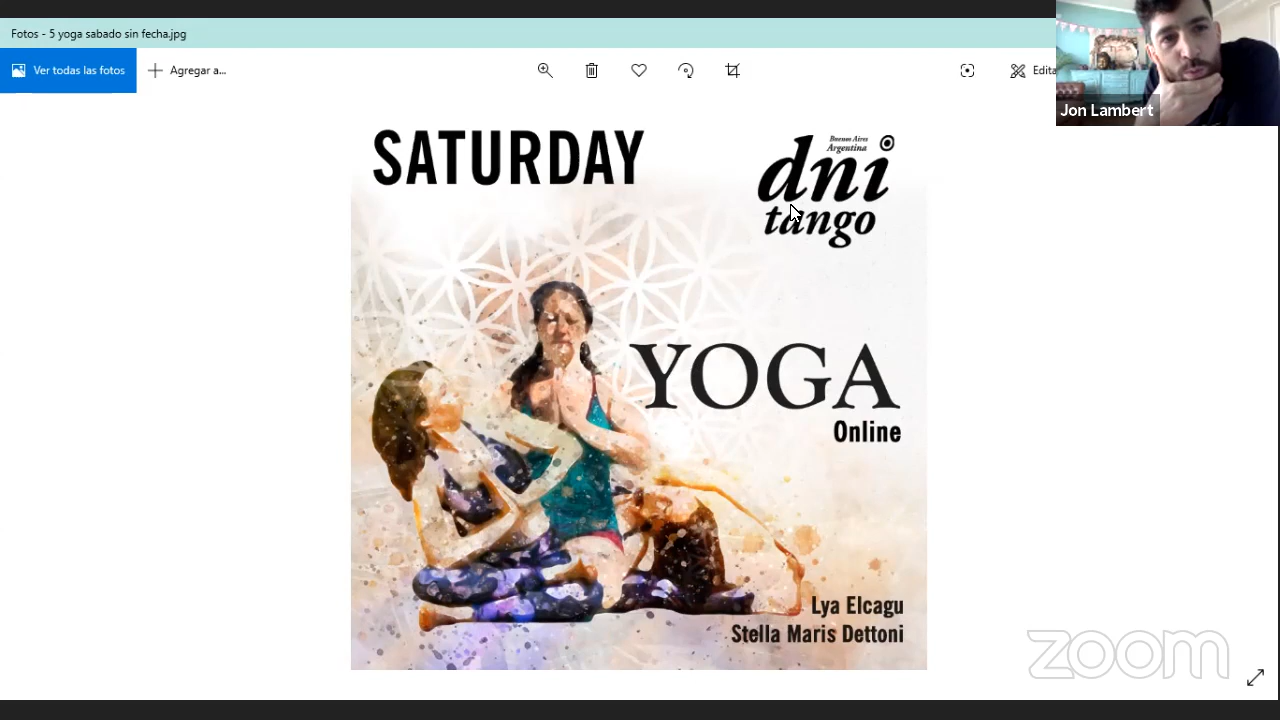 Fotos - 5 yoga sabado sin fecha.jpg
Ver todas las fotos
Agregar a...
Edita
Jon Lambert
SATURDAY
Buenos Aires
Argentina
dni
tango
YOGA
Online
Lya Elcagu
Stella Maris Dettoni
zoom